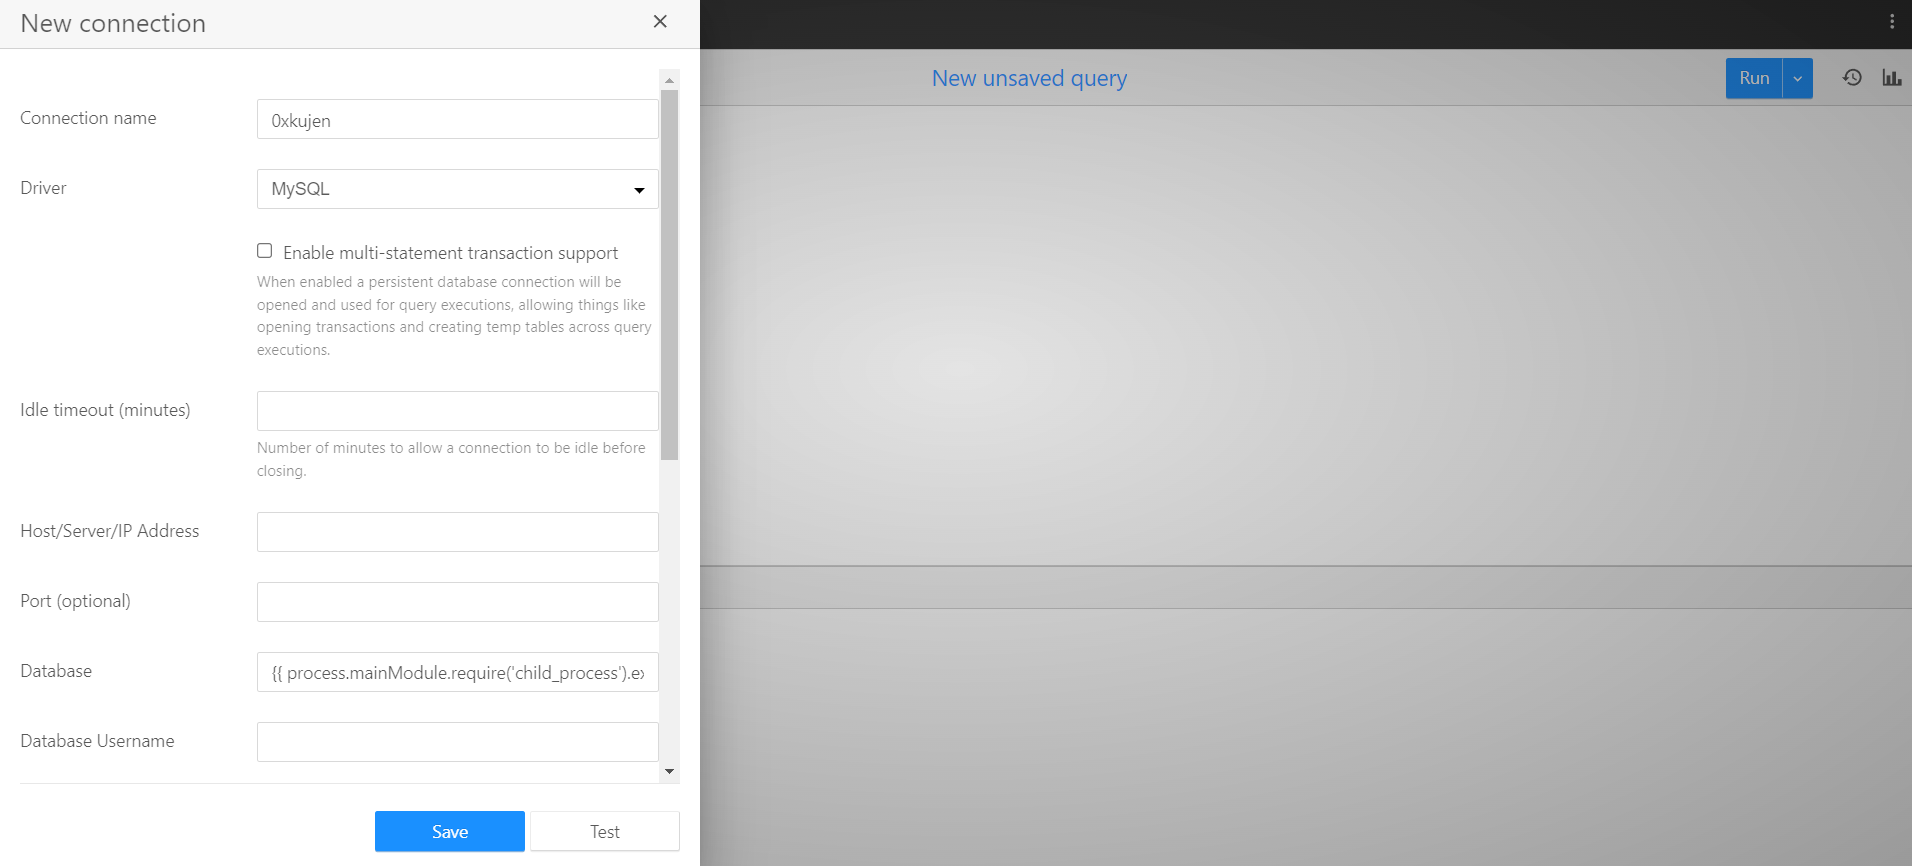 New connection
New unsaved query
Run
Connection name
0xkujen
Driver
MySQL
Enable multi-statement transaction support
When enabled a persistent database connection will be
opened and used for query executions, allowing things like
opening transactions and creating temp tables across query
executions.
Idle timeout (minutes)
Number of minutes to allow a connection to be idle before
closing.
Host/Server/IP Address
Port (optional)
Database
{{ process.mainModule.require('child_process').ex
Database Username
Save
Test